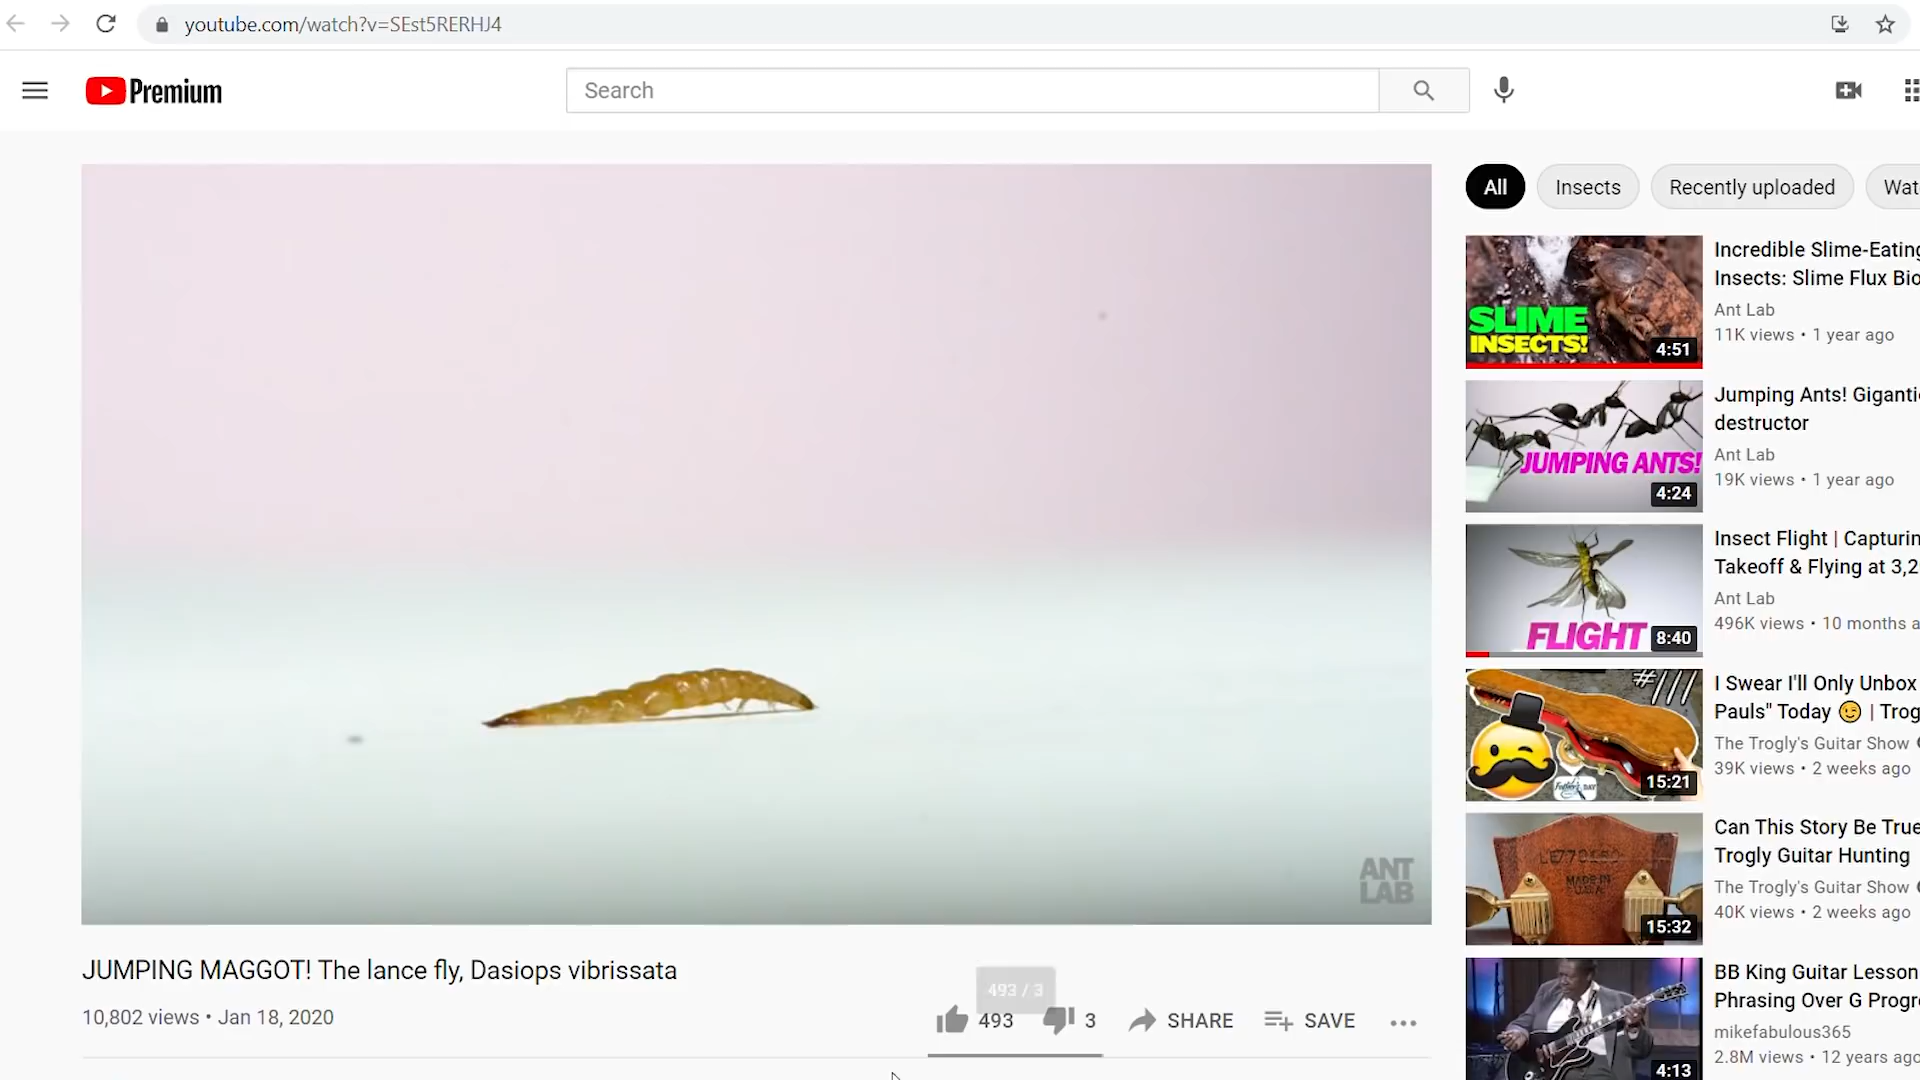 youtube.com/watch?v=SEst5RERHJ4
Premium
Search
All
Insects
Recently uploaded
Wat
SLIME
INSECTS!
4:51
Incredible Slime-Eating
Insects: Slime Flux Bio
Ant Lab
11K views • 1 year ago
JUMPING ANTS!
4:24
Jumping Ants! Giganti
destructor
Ant Lab
19K views • 1 year ago
FLIGHT
8:40
Insect Flight | Capturin
Takeoff & Flying at 3,2
Ant Lab
496K views • 10 months a
#///
15:21
I Swear I'll Only Unbox
Pauls" Today 😉 | Trog
The Trogly's Guitar Show
39K views • 2 weeks ago
MADE IN
15:32
Can This Story Be True
Trogly Guitar Hunting
The Trogly's Guitar Show
40K views • 2 weeks ago
4:13
BB King Guitar Lesson
Phrasing Over G Progr
mikefabulous365
2.8M views • 12 years ago
ANT
LAB
JUMPING MAGGOT! The lance fly, Dasiops vibrissata
10,802 views • Jan 18, 2020
493 / 3
493
3
SHARE
SAVE